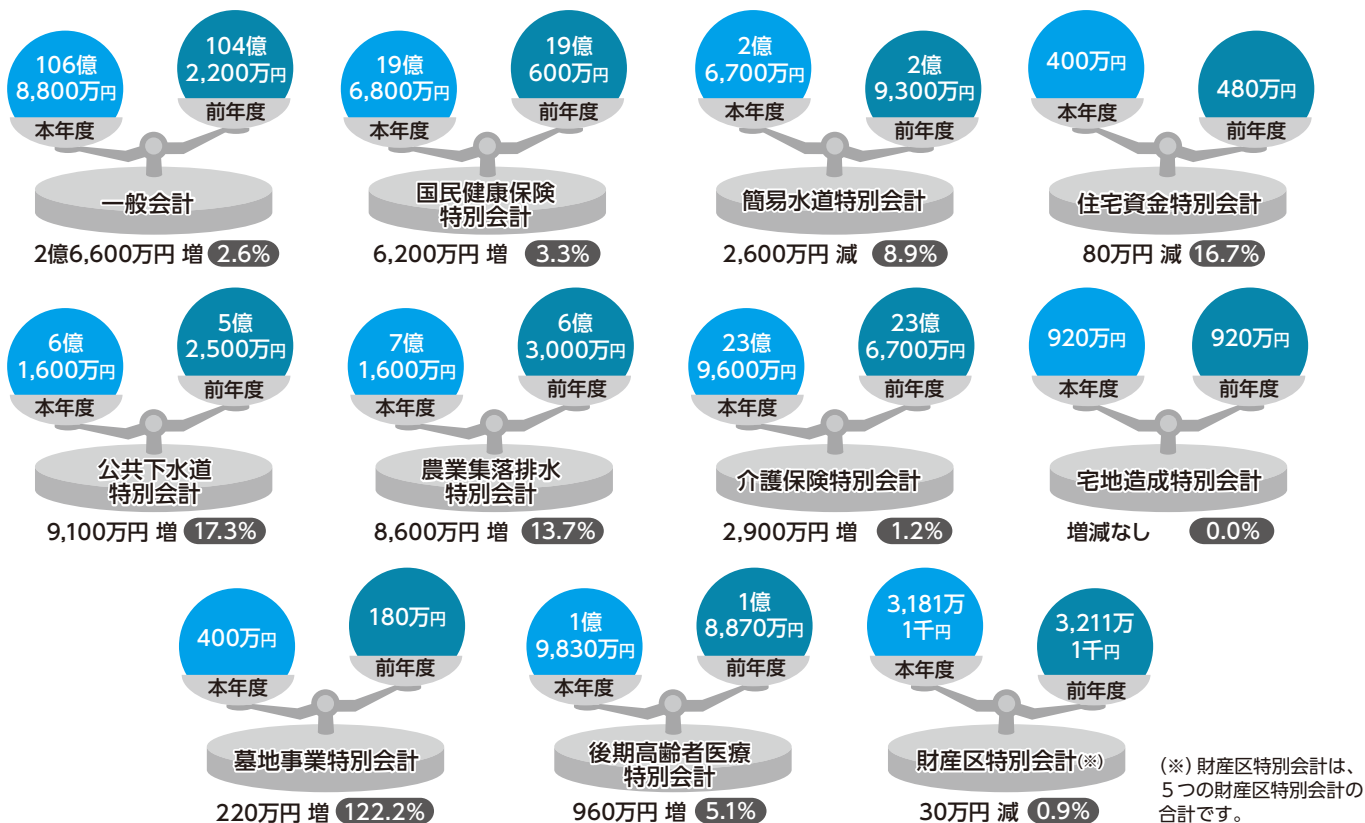 106億
8,800万円
本年度
104億
2,200万円
前年度
一般会計
2億6,600万円 増 2.6%
19億
6,800万円
本年度
19億
600万円
前年度
国民健康保険
特別会計
6,200万円 増 3.3%
2億
6,700万円
本年度
2億
9,300万円
前年度
簡易水道特別会計
2,600万円 減 8.9%
400万円
本年度
480万円
前年度
住宅資金特別会計
80万円 減 16.7%
6億
1,600万円
本年度
5億
2,500万円
前年度
公共下水道
特別会計
9,100万円 増 17.3%
7億
1,600万円
本年度
6億
3,000万円
前年度
農業集落排水
特別会計
8,600万円 増 13.7%
23億
9,600万円
本年度
23億
6,700万円
前年度
介護保険特別会計
2,900万円 増 1.2%
920万円
本年度
920万円
前年度
宅地造成特別会計
増減なし 0.0%
400万円
本年度
180万円
前年度
墓地事業特別会計
220万円 増 122.2%
1億
9,830万円
本年度
1億
8,870万円
前年度
後期高齢者医療
特別会計
960万円 増 5.1%
3,181万
1千円
本年度
3,211万
1千円
前年度
財産区特別会計(※)
30万円 減 0.9%
(※)財産区特別会計は、
５つの財産区特別会計の
合計です。